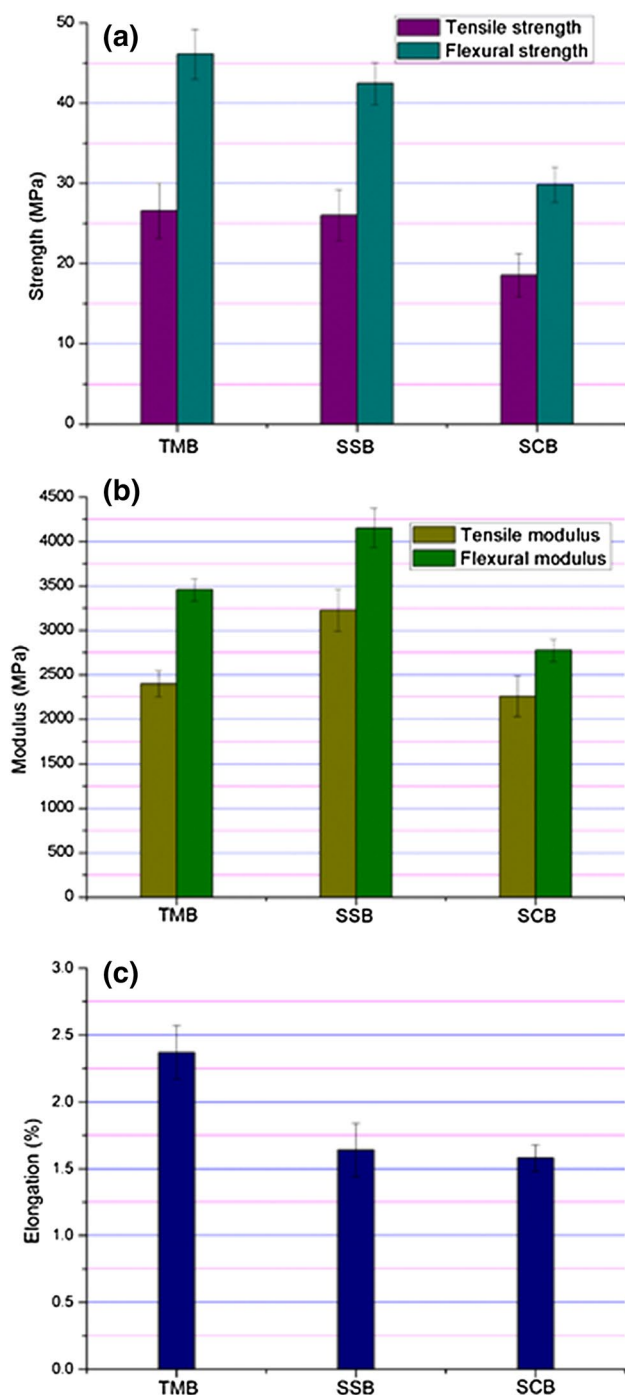 (a)
Tensile strength
Flexural strength
50
40
30
20
10
0
Strength (MPa)
TMB SSB SCB
(b)
Tensile modulus
Flexural modulus
4500
4000
3500
3000
2500
2000
1500
1000
500
0
Modulus (MPa)
TMB SSB SCB
(c)
3.0
2.5
2.0
1.5
1.0
0.5
0.0
Elongation (%)
TMB SSB SCB